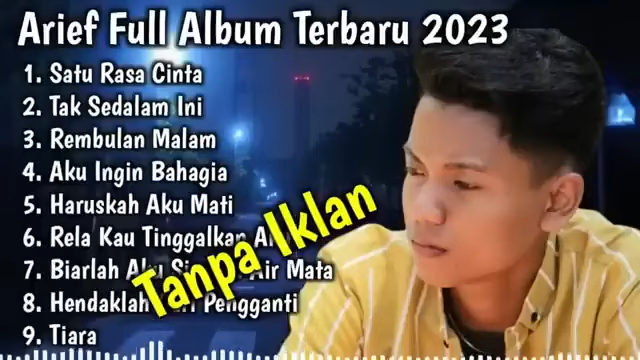 Arief Full Album Terbaru 2023
1. Satu Rasa Cinta
2. Tak Sedalam Ini
3. Rembulan Malam
4. Aku Ingin Bahagia
5. Haruskah Aku Mati
6. Rela Kau Tinggalkan
7. Biarlah Aku Air Mata
8. Hendaklah Pengganti
9. Tiara
Tanpa Iklan